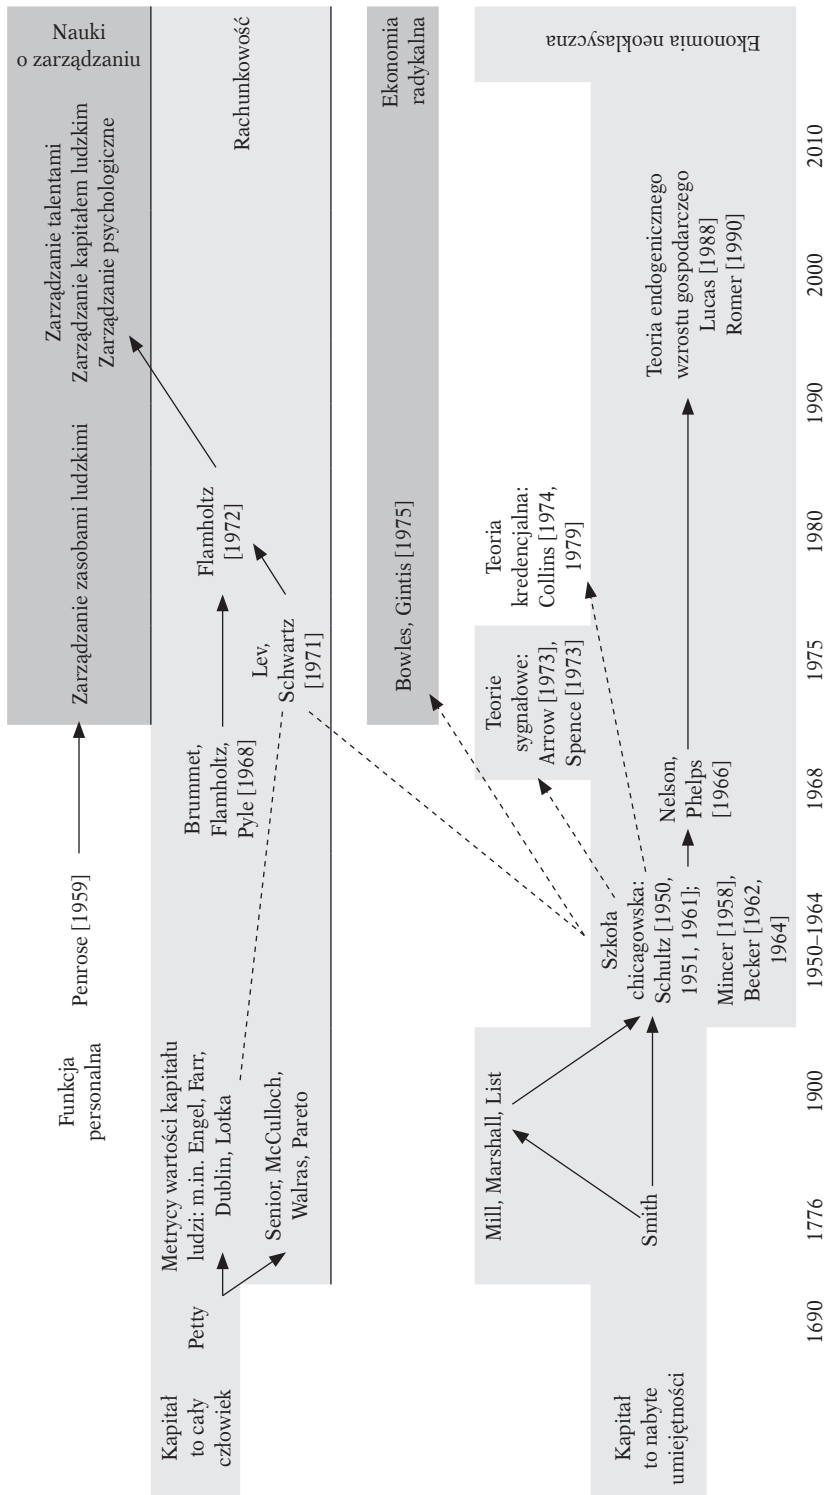 Nauki
o zarządzaniu
Zarządzanie talentami
Zarządzanie kapitałem ludzkim
Zarządzanie psychologiczne
Zarządzanie zasobami ludzkimi
Penrose [1959]
Funkcja
personalna
Rachunkowość
Flamholtz
[1972]
Lev,
Schwartz
[1971]
Brummet,
Flamholtz,
Pyle [1968]
Metrycy wartości kapitału
ludzi: m.in. Engel, Farr,
Dublin, Lotka
Senior, McCulloch,
Walras, Pareto
Petty
Kapitał
to cały
człowiek
Ekonomia
radykalna
Bowles, Gintis [1975]
Ekonomia neoklasyczna
Teoria
kredencjalna:
Collins [1974,
1979]
Teorie
sygnałowe:
Arrow [1973],
Spence [1973]
Mill, Marshall, List
Teoria endogenicznego
wzrostu gospodarczego
Lucas [1988]
Romer [1990]
Nelson,
Phelps
[1966]
Szkoła
chicagowska:
Schultz [1950,
1951, 1961];
Mincer [1958],
Becker [1962,
1964]
Smith
Kapitał
to nabyte
umiejętności
1690
1776
1900
1950–1964
1968
1975
1980
1990
2000
2010